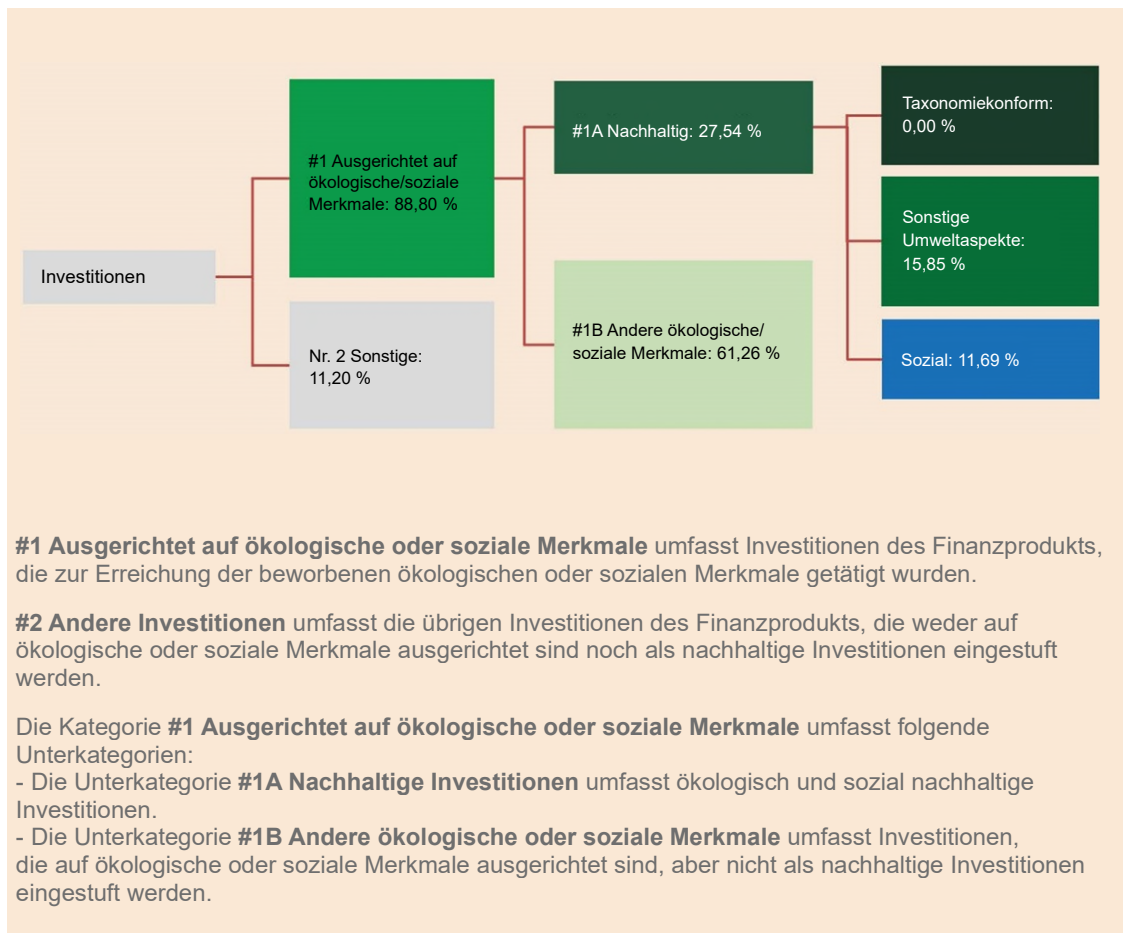 Investitionen
#1 Ausgerichtet auf
ökologische/soziale
Merkmale: 88,80 %
Nr. 2 Sonstige:
11,20 %
#1A Nachhaltig: 27,54 %
#1B Andere ökologische/
soziale Merkmale: 61,26 %
Taxonomiekonform:
0,00 %
Sonstige
Umweltaspekte:
15,85 %
Sozial: 11,69 %
#1 Ausgerichtet auf ökologische oder soziale Merkmale umfasst Investitionen des Finanzprodukts,
die zur Erreichung der beworbenen ökologischen oder sozialen Merkmale getätigt wurden.
#2 Andere Investitionen umfasst die übrigen Investitionen des Finanzprodukts, die weder auf
ökologische oder soziale Merkmale ausgerichtet sind noch als nachhaltige Investitionen eingestuft
werden.
Die Kategorie #1 Ausgerichtet auf ökologische oder soziale Merkmale umfasst folgende
Unterkategorien:
- Die Unterkategorie #1A Nachhaltige Investitionen umfasst ökologisch und sozial nachhaltige
Investitionen.
- Die Unterkategorie #1B Andere ökologische oder soziale Merkmale umfasst Investitionen,
die auf ökologische oder soziale Merkmale ausgerichtet sind, aber nicht als nachhaltige Investitionen
eingestuft werden.